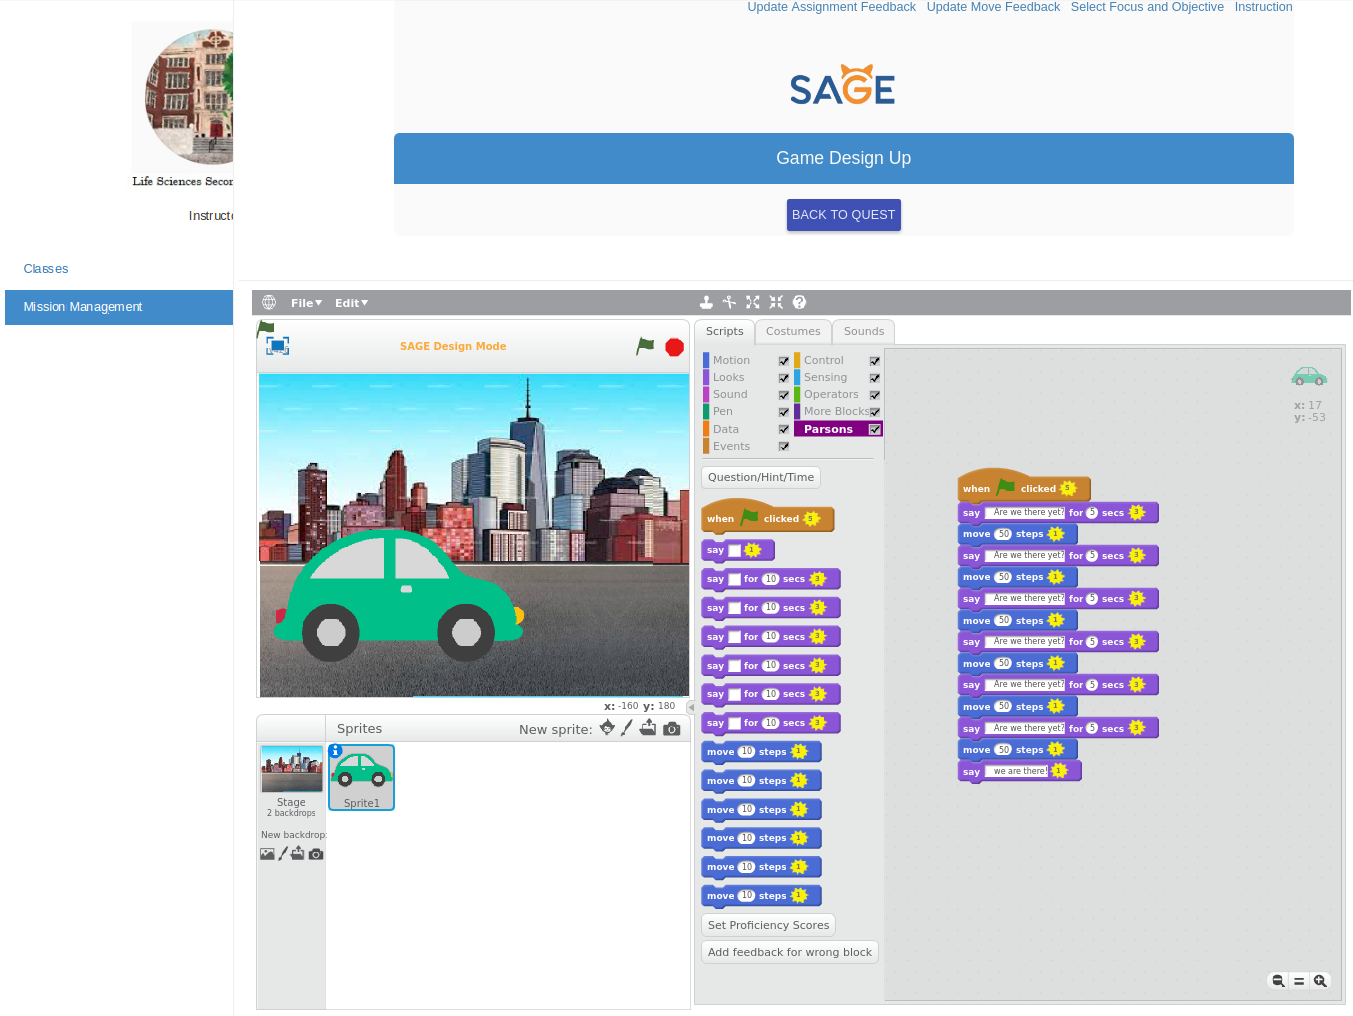 Update Assignment Feedback Update Move Feedback Select Focus and Objective Instruction
SAGE
Game Design Up
BACK TO QUEST
Life Sciences Secon
Instructo
Classes
Mission Management
File Edit
SAGE Design Mode
x: -160 y: 180
Sprites New sprite:
Stage
2 backdrops
New backdrop:
Sprite1
Scripts Costumes Sounds
Motion Control
Looks Sensing
Sound Operators
Pen More Blocks
Data Parsons
Events
Question/Hint/Time
when clicked 5
say 1
say for 10 secs 3
say for 10 secs 3
say for 10 secs 3
say for 10 secs 3
say for 10 secs 3
say for 10 secs 3
move 10 steps 1
move 10 steps 1
move 10 steps 1
move 10 steps 1
move 10 steps 1
move 10 steps 1
Set Proficiency Scores
Add feedback for wrong block
x: 17
y: -53
when clicked 5
say Are we there yet? for 5 secs 3
move 50 steps 1
say Are we there yet? for 5 secs 3
move 50 steps 1
say Are we there yet? for 5 secs 3
move 50 steps 1
say Are we there yet? for 5 secs 3
move 50 steps 1
say Are we there yet? for 5 secs 3
move 50 steps 1
say Are we there yet? for 5 secs 3
move 50 steps 1
say we are there! 1